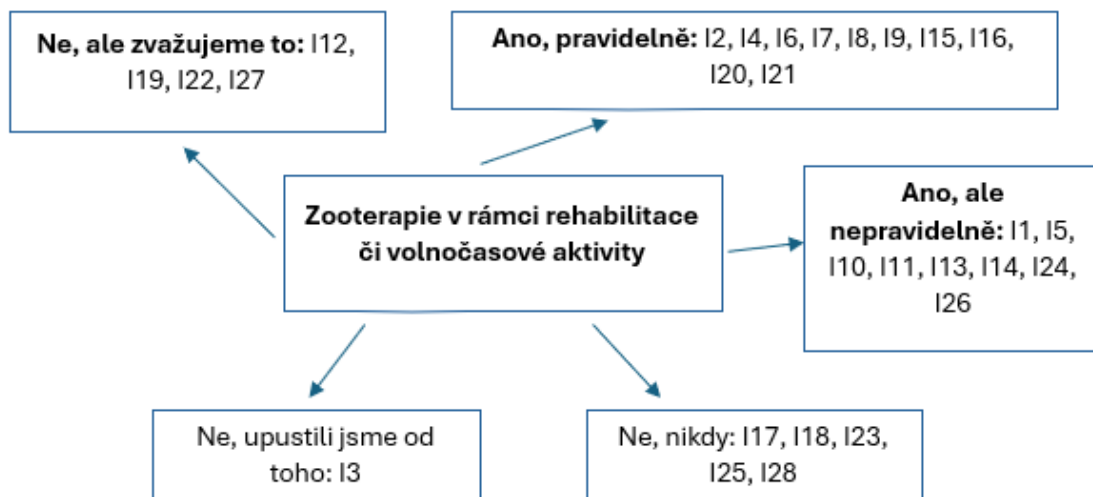 Ne, ale zvažujeme to: I12,
I19, I22, I27
Ano, pravidelně: I2, I4, I6, I7, I8, I9, I15, I16,
I20, I21
Zooterapie v rámci rehabilitace
či volnočasové aktivity
Ano, ale
nepravidelně: I1, I5,
I10, I11, I13, I14, I24,
I26
Ne, upustili jsme od
toho: I3
Ne, nikdy: I17, I18, I23,
I25, I28